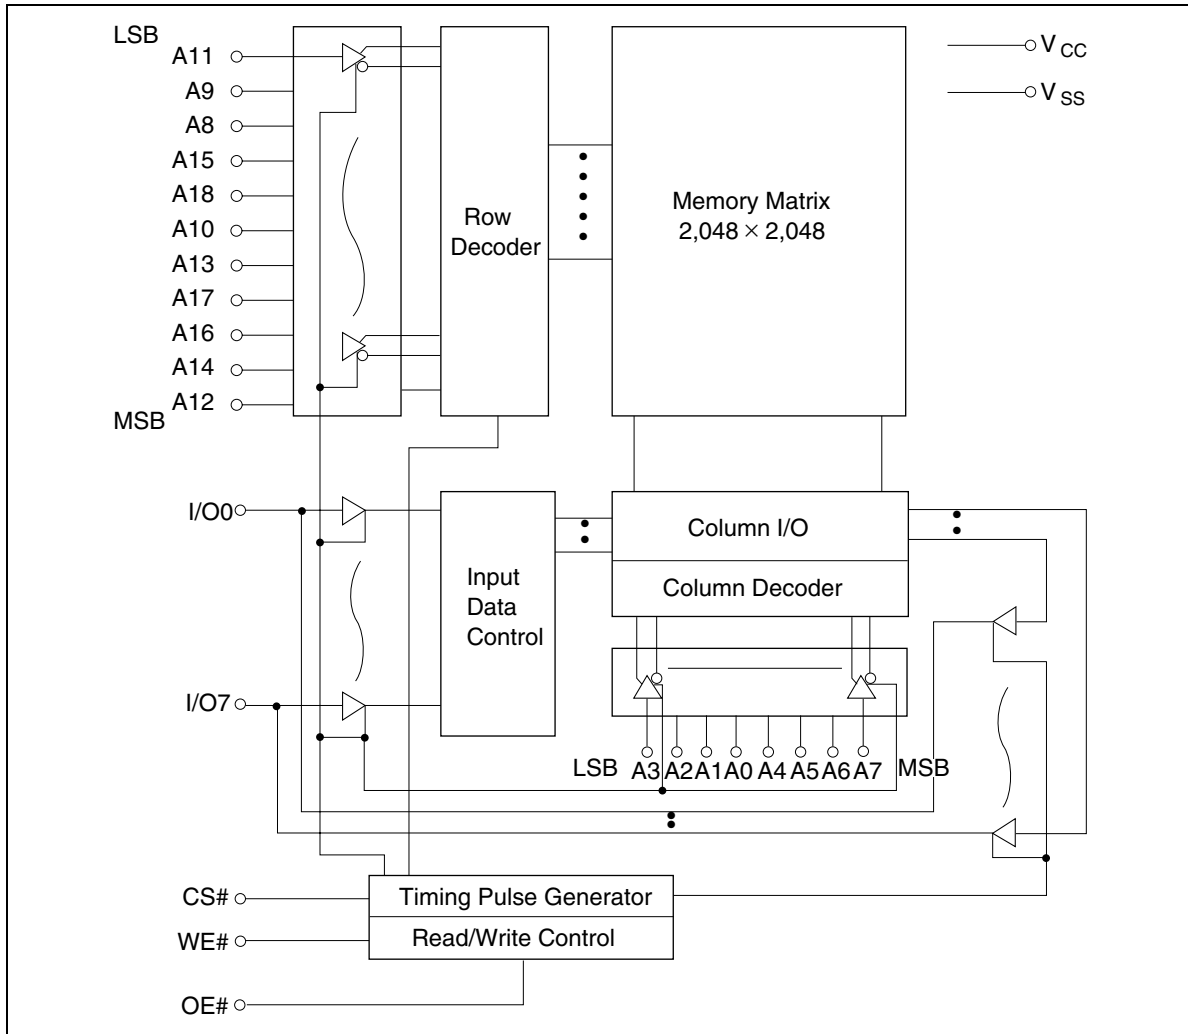 LSB
A11
A9
A8
A15
A18
A10
A13
A17
A16
A14
A12
MSB
Row
Decoder
Memory Matrix
2,048 × 2,048
VCC
VSS
I/O0
I/O7
Input
Data
Control
Column I/O
Column Decoder
LSB A3 A2 A1 A0 A4 A5 A6 A7 MSB
CS#
WE#
OE#
Timing Pulse Generator
Read/Write Control